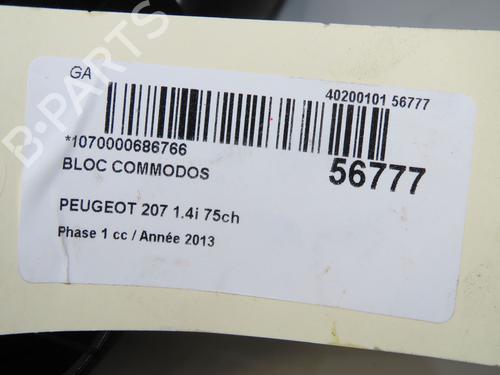 GA
40200101 56777
*1070000686766
BLOC COMMODOS
56777
PEUGEOT 207 1.4i 75ch
Phase 1 cc / Année 2013
B-PARTS